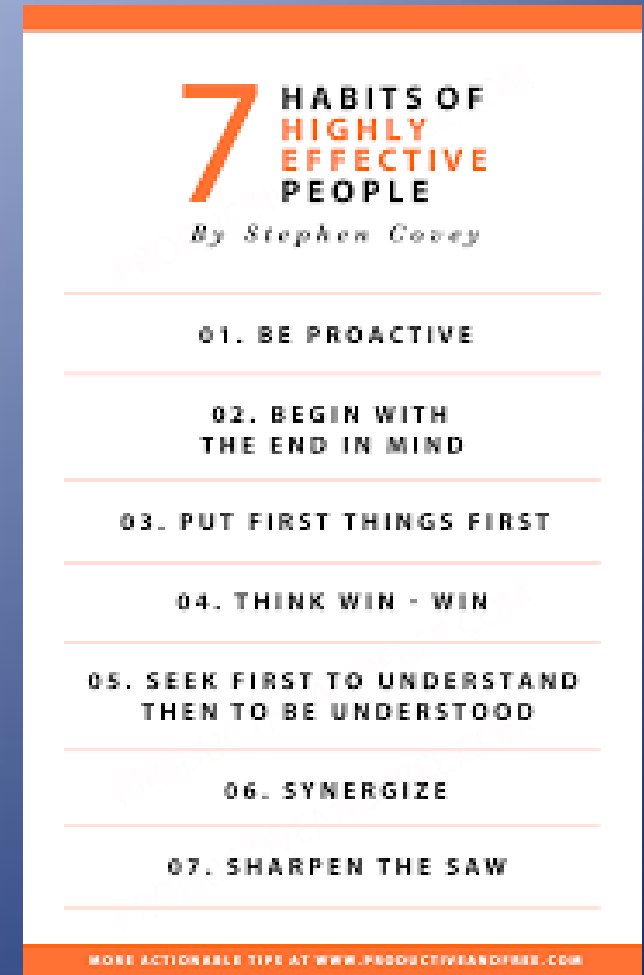 7 HABITS OF
HIGHLY
EFFECTIVE
PEOPLE
By Stephen Covey
01. BE PROACTIVE
02. BEGIN WITH
THE END IN MIND
03. PUT FIRST THINGS FIRST
04. THINK WIN - WIN
05. SEEK FIRST TO UNDERSTAND
THEN TO BE UNDERSTOOD
06. SYNERGIZE
07. SHARPEN THE SAW
MORE ACTIONABLE TIPS AT WWW.PRODUCTIVEANDFREE.COM